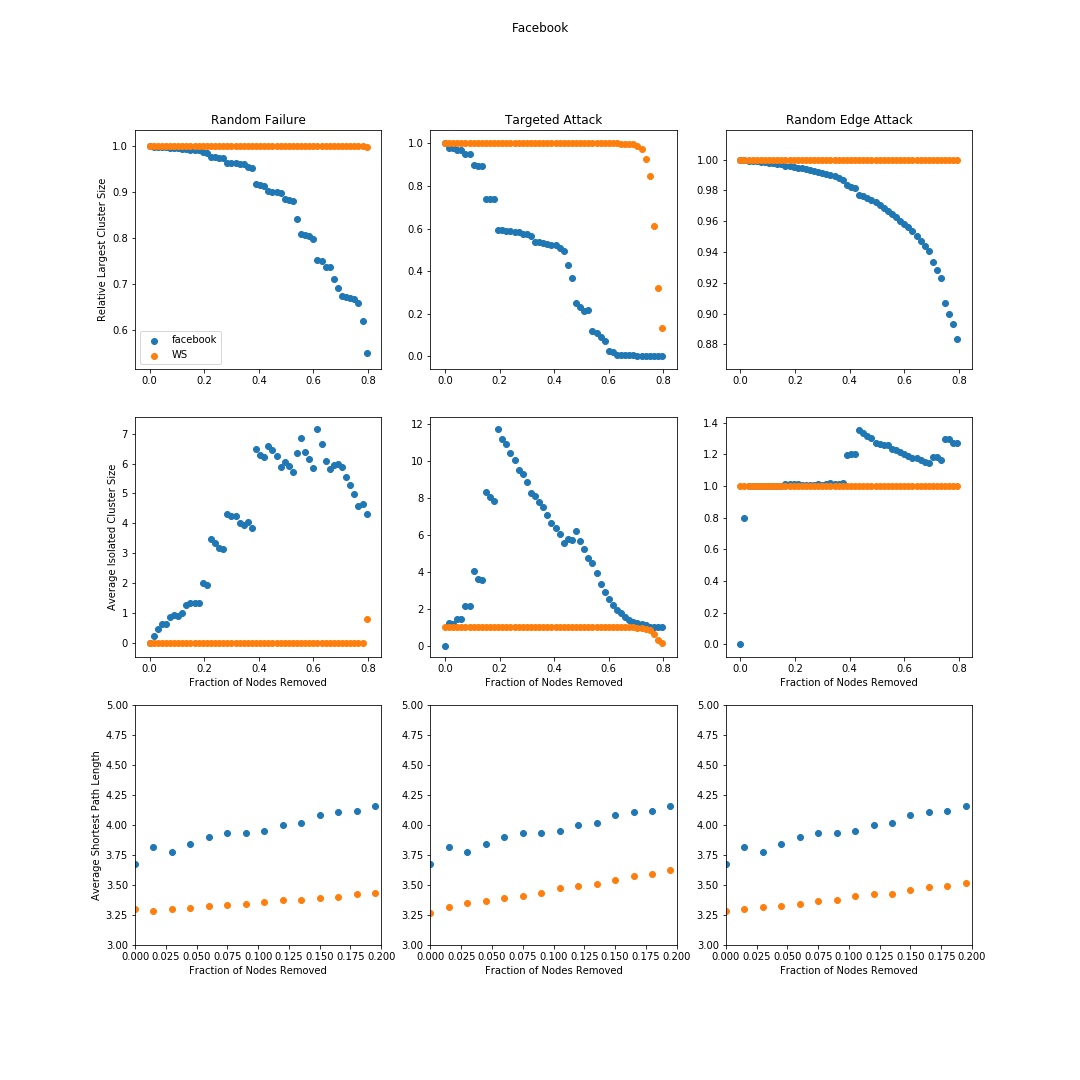 Facebook
Random Failure
Targeted Attack
Random Edge Attack
Relative Largest Cluster Size
1.0
0.9
0.8
0.7
0.6
facebook
WS
0.0 0.2 0.4 0.6 0.8
1.0
0.8
0.6
0.4
0.2
0.0
0.0 0.2 0.4 0.6 0.8
1.00
0.98
0.96
0.94
0.92
0.90
0.88
0.0 0.2 0.4 0.6 0.8
Average Isolated Cluster Size
7
6
5
4
3
2
1
0
0.0 0.2 0.4 0.6 0.8
Fraction of Nodes Removed
12
10
8
6
4
2
0
0.0 0.2 0.4 0.6 0.8
Fraction of Nodes Removed
1.4
1.2
1.0
0.8
0.6
0.4
0.2
0.0
0.0 0.2 0.4 0.6 0.8
Fraction of Nodes Removed
Average Shortest Path Length
5.00
4.75
4.50
4.25
4.00
3.75
3.50
3.25
3.00
0.000 0.025 0.050 0.075 0.100 0.125 0.150 0.175 0.200
Fraction of Nodes Removed
5.00
4.75
4.50
4.25
4.00
3.75
3.50
3.25
3.00
0.000 0.025 0.050 0.075 0.100 0.125 0.150 0.175 0.200
Fraction of Nodes Removed
5.00
4.75
4.50
4.25
4.00
3.75
3.50
3.25
3.00
0.000 0.025 0.050 0.075 0.100 0.125 0.150 0.175 0.200
Fraction of Nodes Removed